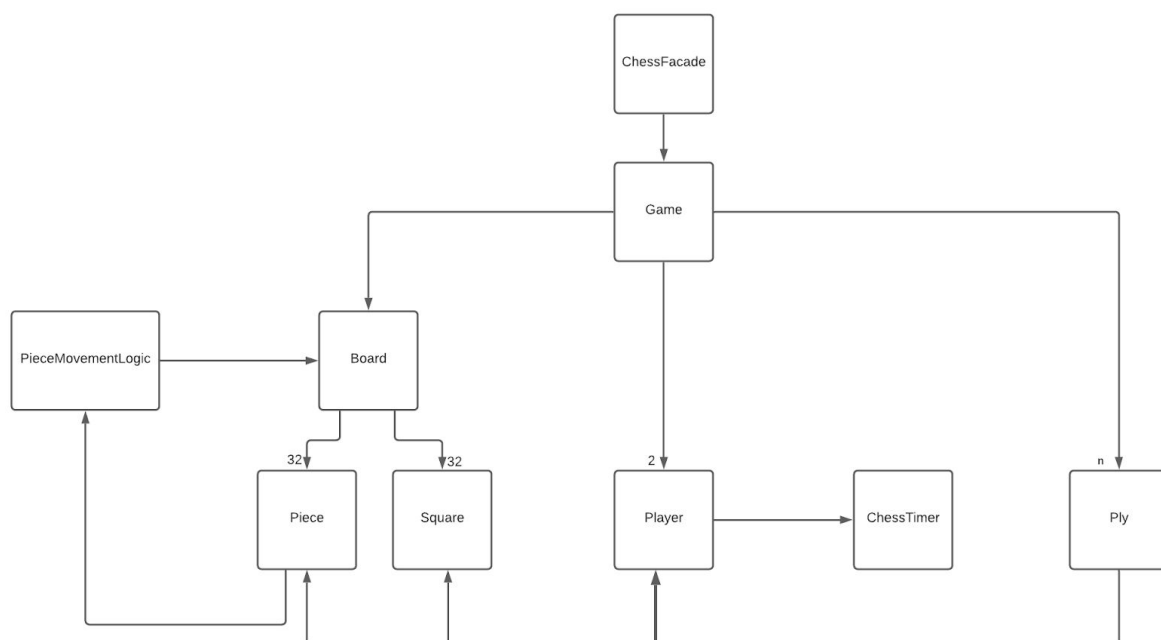 ChessFacade
Game
PieceMovementLogic
Board
32
32
2
n
Piece
Square
Player
ChessTimer
Ply